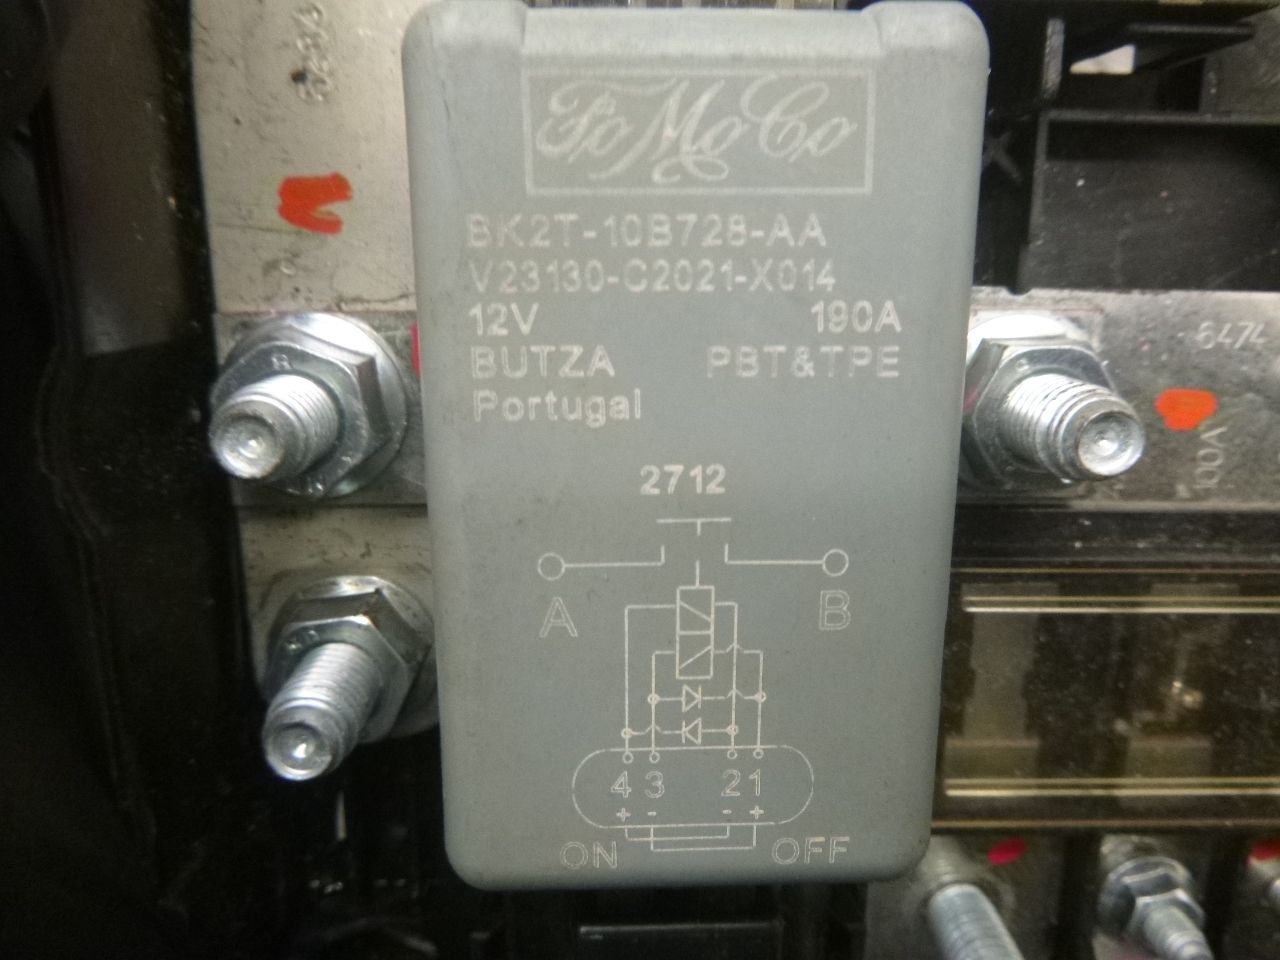 FoMoCo
BK2T-10B728-AA
V23130-C2021-X014
12V 190A
BUTZA PBT&TPE
Portugal
2712
A B
4 3 2 1
+ - - +
ON OFF
6474
00A